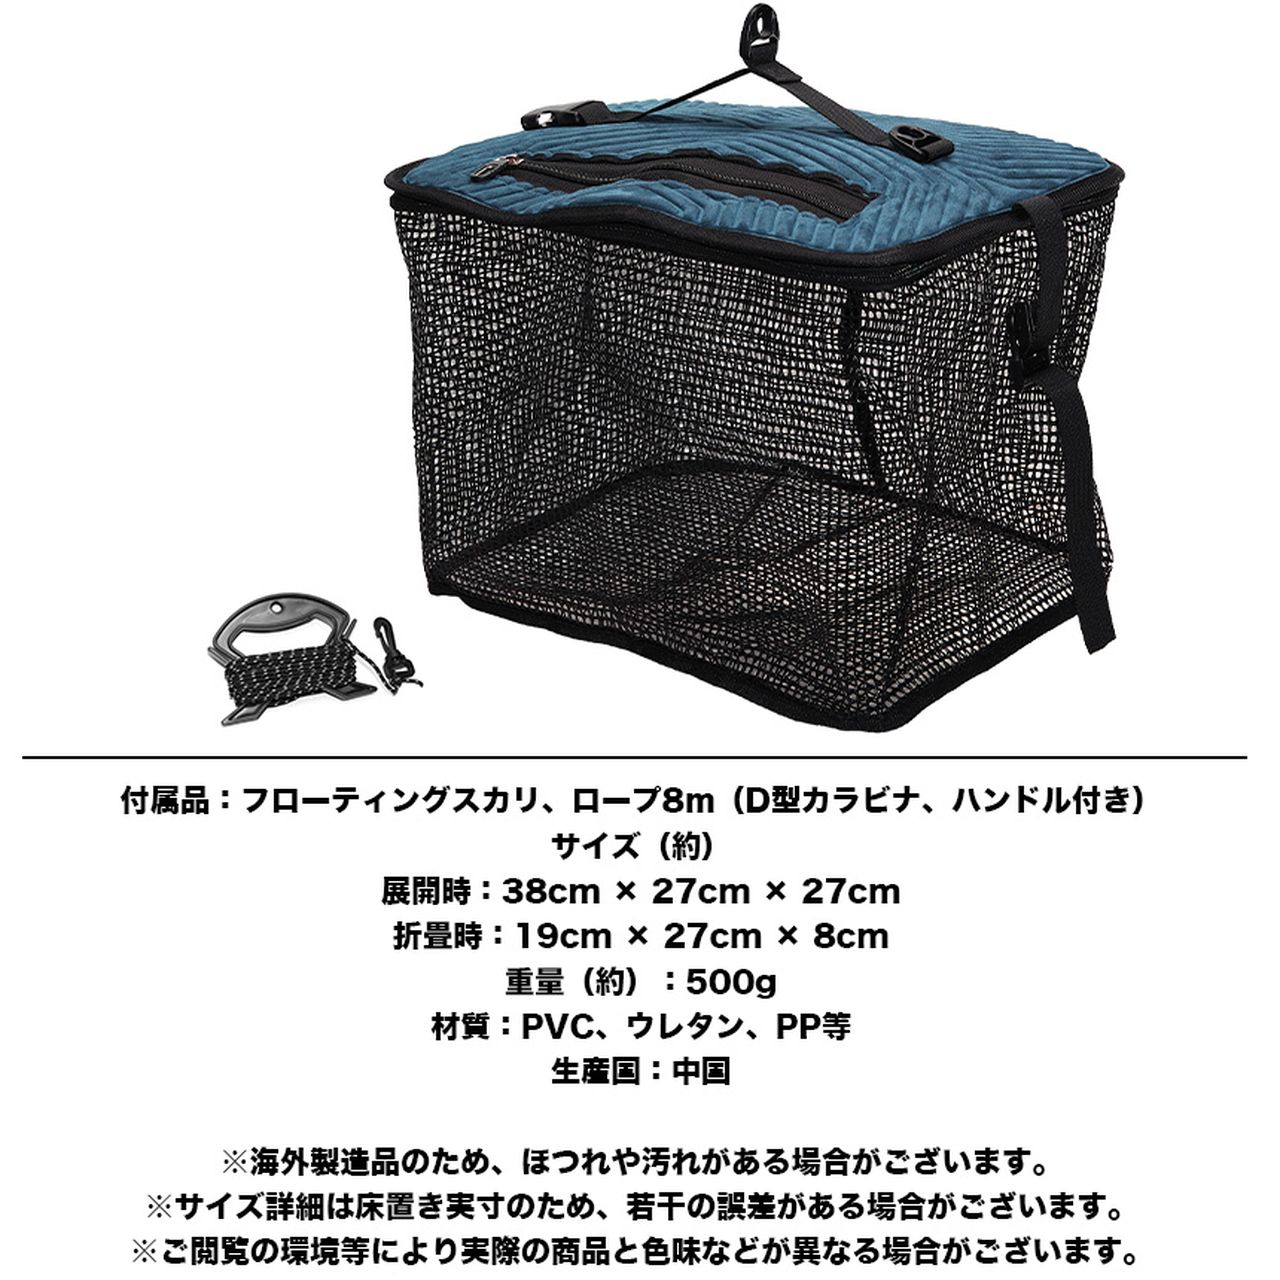 付属品：フローティングスカリ、ロープ8m（D型カラビナ、ハンドル付き）
サイズ（約）
展開時：38cm × 27cm × 27cm
折畳時：19cm × 27cm × 8cm
重量（約）：500g
材質：PVC、ウレタン、PP等
生産国：中国
※海外製造品のため、ほつれや汚れがある場合がございます。
※サイズ詳細は床置き実寸のため、若干の誤差がある場合がございます。
※ご閲覧の環境等により実際の商品と色味などが異なる場合がございます。